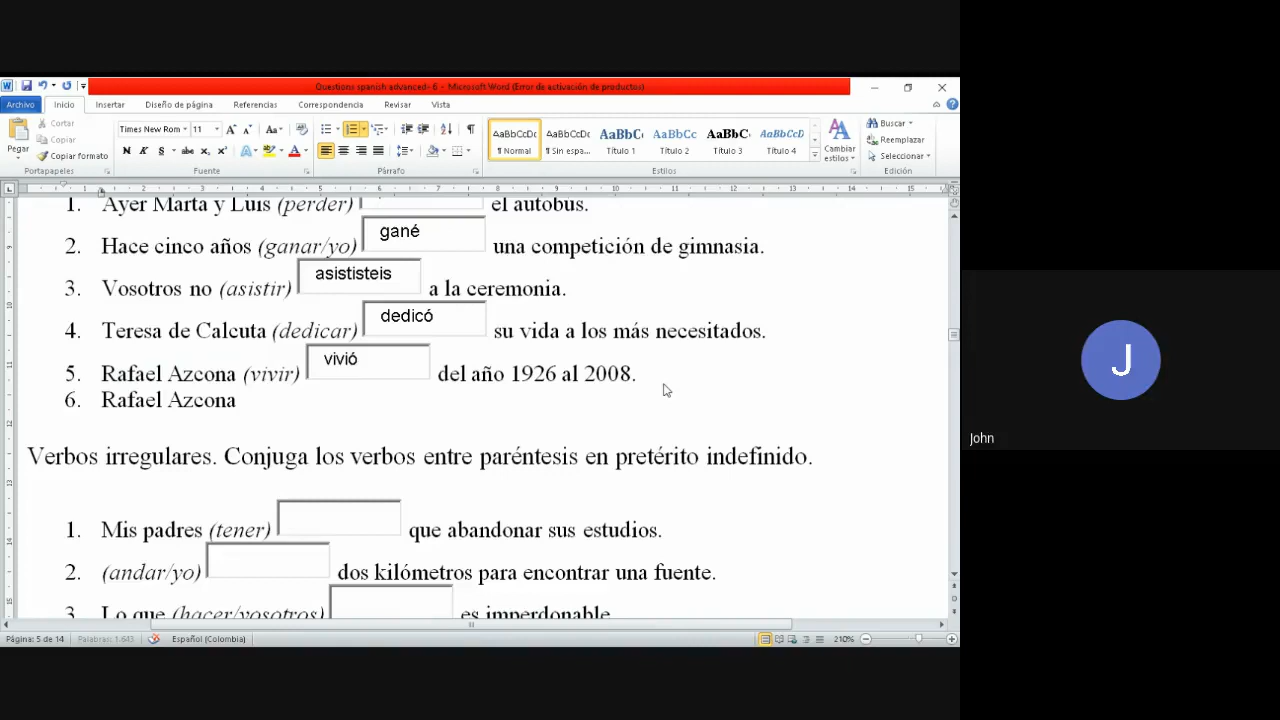 Questions spanish advanced- 6 - Microsoft Word (Error de activación de productos)
Archivo Inicio Insertar Diseño de página Referencias Correspondencia Revisar Vista
Cortar
Copiar
Pegar Copiar formato
Times New Rom 11
AaBbCcDc AaBbCcDc AaBbC AaBbCc AaBbC AaBbCcD
¶ Normal ¶ Sin espa... Título 1 Título 2 Título 3 Título 4
Cambiar estilos
Buscar
Reemplazar
Seleccionar
Portapapeles Fuente Párrafo Estilos Edición
1. Ayer Marta y Luis (perder) el autobús.
2. Hace cinco años (ganar/yo) gané una competición de gimnasia.
3. Vosotros no (asistir) asististeis a la ceremonia.
4. Teresa de Calcuta (dedicar) dedicó su vida a los más necesitados.
5. Rafael Azcona (vivir) vivió del año 1926 al 2008.
6. Rafael Azcona
Verbos irregulares. Conjuga los verbos entre paréntesis en pretérito indefinido.
1. Mis padres (tener) que abandonar sus estudios.
2. (andar/yo) dos kilómetros para encontrar una fuente.
3. Lo que (hacer/vosotros) es imperdonable
Página: 5 de 14 Palabras: 1.643 Español (Colombia) 210%
J
John